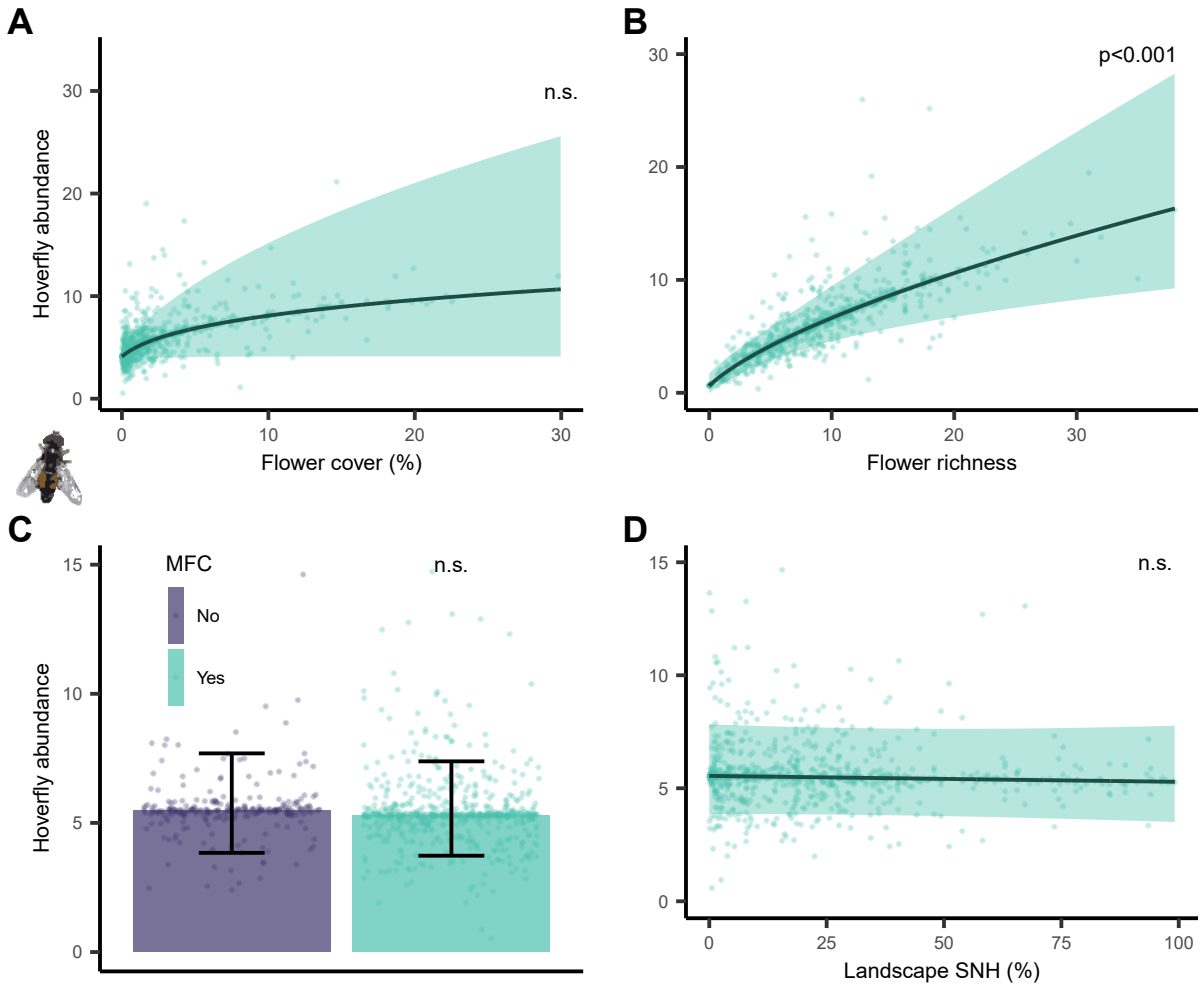 A
n.s.
Hoverfly abundance
30
20
10
0
0 10 20 30
Flower cover (%)
B
p<0.001
30
20
10
0
0 10 20 30
Flower richness
C
MFC
No
Yes
n.s.
Hoverfly abundance
15
10
5
0
D
n.s.
15
10
5
0
0 25 50 75 100
Landscape SNH (%)